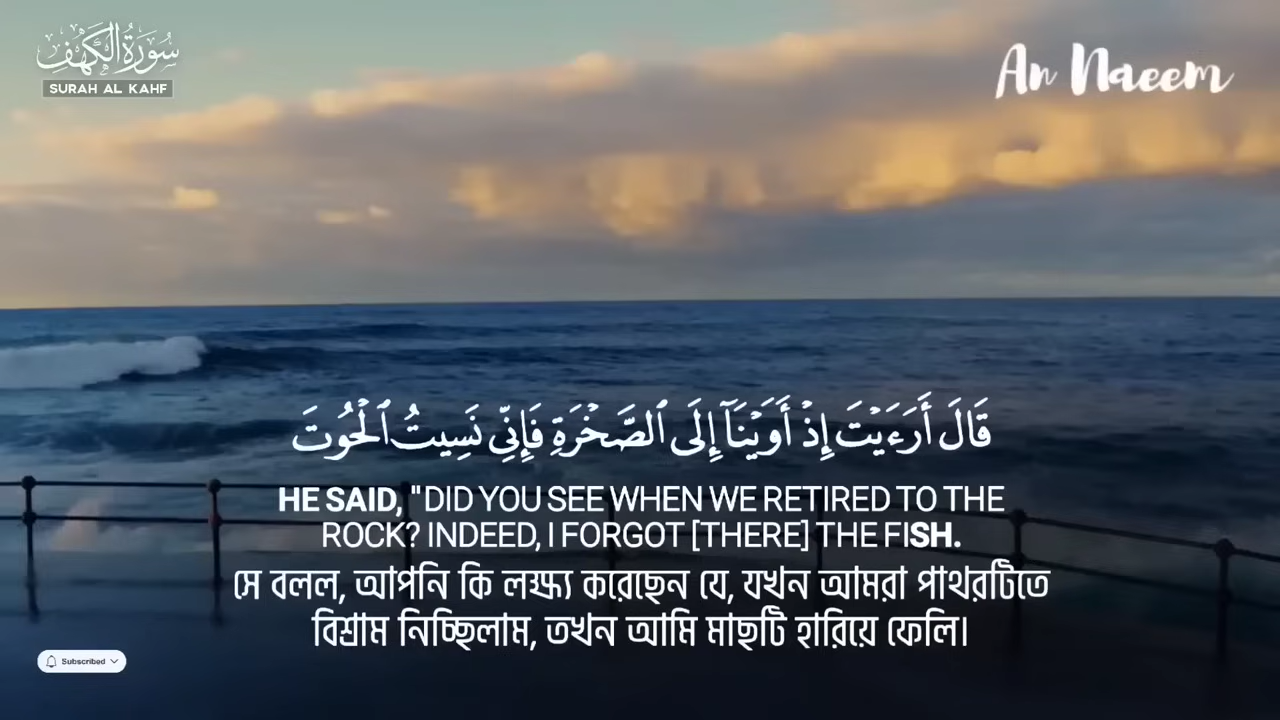 سُورَةُ الْكَهْفِ
SURAH AL KAHF
An Naeem
قَالَ أَرَءَيْتَ إِذْ أَوَيْنَآ إِلَى ٱلصَّخْرَةِ فَإِنِّى نَسِيتُ ٱلْحُوتَ
HE SAID, "DID YOU SEE WHEN WE RETIRED TO THE
ROCK? INDEED, I FORGOT [THERE] THE FISH.
সে বলল, আপনি কি লক্ষ্য করেছেন যে, যখন আমরা পাথরটিতে
বিশ্রাম নিচ্ছিলাম, তখন আমি মাছটি হারিয়ে ফেলি।
Subscribed